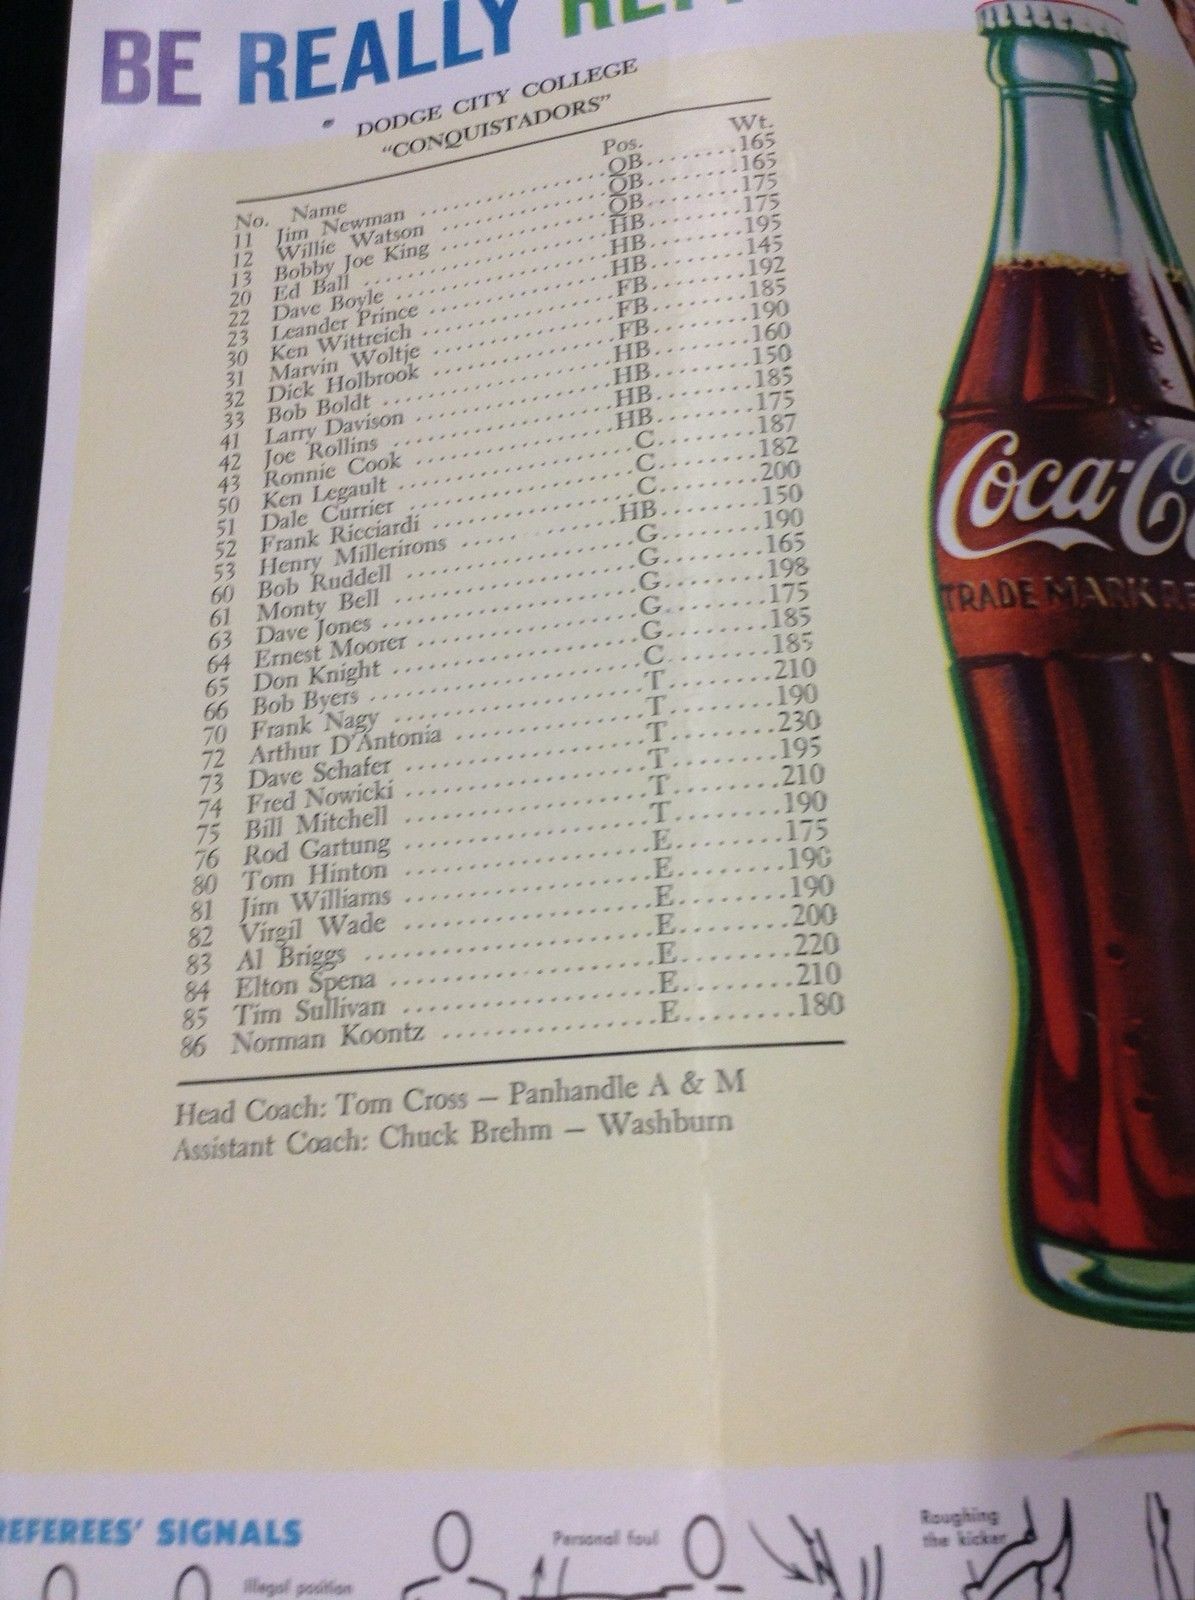 BE REALLY
DODGE CITY COLLEGE
"CONQUISTADORS"
No. Name Pos. Wt.
11 Jim Newman QB 165
12 Willie Watson QB 165
13 Bobby Joe King QB 175
20 Ed Ball HB 175
22 Dave Boyle HB 195
23 Leander Prince HB 145
30 Ken Wittreich FB 192
31 Marvin Woltje FB 185
32 Dick Holbrook FB 190
33 Bob Boldt HB 160
41 Larry Davison HB 150
42 Joe Rollins HB 185
43 Ronnie Cook HB 175
50 Ken Legault C 187
51 Dale Currier C 182
52 Frank Ricciardi C 200
53 Henry Millerirons HB 150
60 Bob Ruddell G 190
61 Monty Bell G 165
63 Dave Jones G 198
64 Ernest Moorer G 175
65 Don Knight G 185
66 Bob Byers C 185
70 Frank Nagy T 210
72 Arthur D'Antonia T 190
73 Dave Schafer T 230
74 Fred Nowicki T 195
75 Bill Mitchell T 210
76 Rod Gartung T 190
80 Tom Hinton E 175
81 Jim Williams E 190
82 Virgil Wade E 190
83 Al Briggs E 200
84 Elton Spena E 220
85 Tim Sullivan E 210
86 Norman Koontz E 180
Head Coach: Tom Cross – Panhandle A & M
Assistant Coach: Chuck Brehm – Washburn
Coca-C
TRADE MARK RE
REFEREES' SIGNALS
Illegal position
Personal foul
Roughing
the kicker